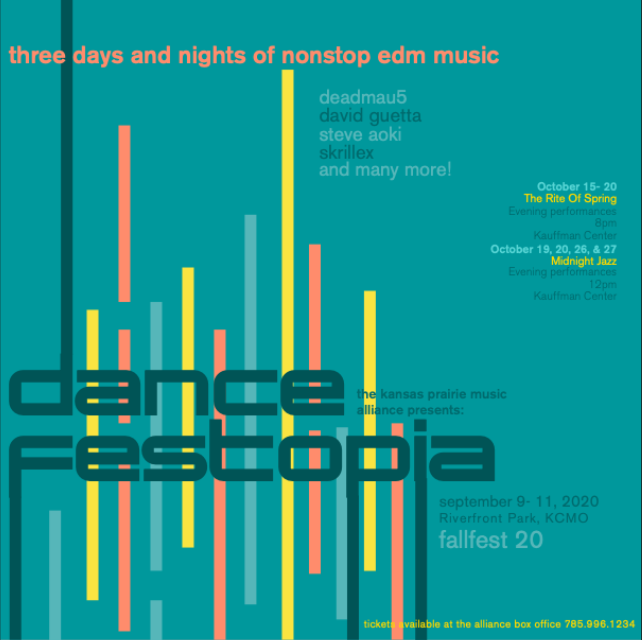 three days and nights of nonstop edm music
deadmau5
david guetta
steve aoki
skrillex
and many more!
October 15- 20
The Rite Of Spring
Evening performances
8pm
Kauffman Center
October 19, 20, 26, & 27
Midnight Jazz
Evening performances
12pm
Kauffman Center
dance
the kansas prairie music
alliance presents:
festopia
september 9- 11, 2020
Riverfront Park, KCMO
fallfest 20
tickets available at the alliance box office 785.996.1234